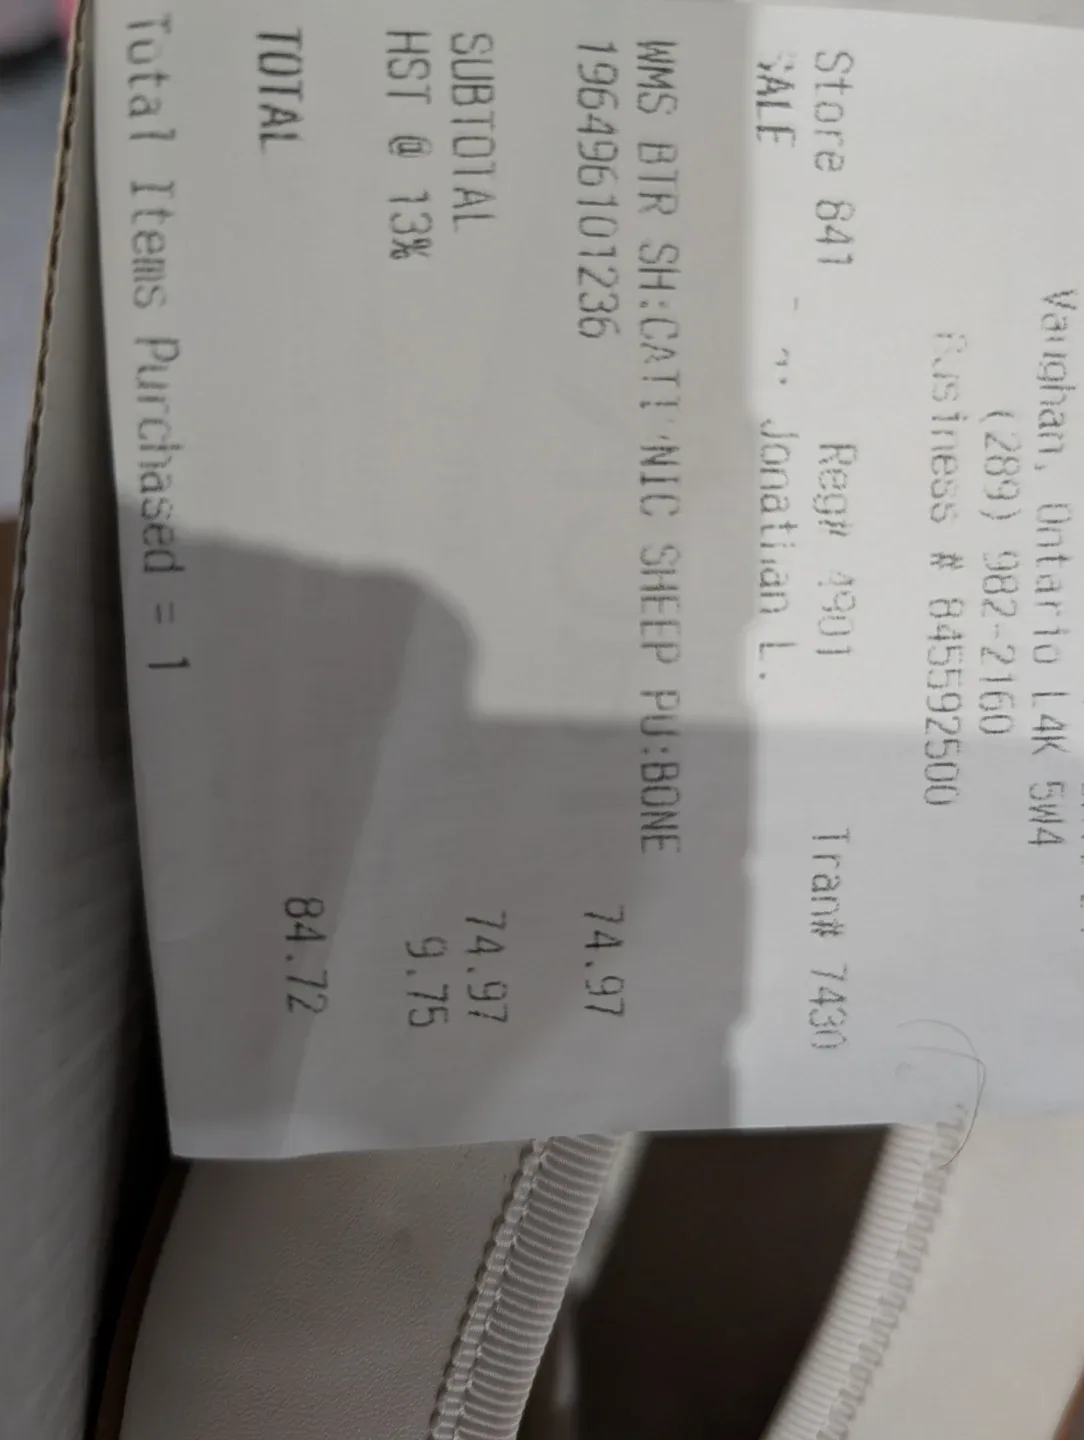 Vaughan, Ontario L4K 5W4
(289) 982-2160
Business # 845592500
Store 641 Reg# 4901 Tran# 7430
SALE Jonathan L.
WMS BTR SH:CATI NIC SHEEP PU:BONE
196496101236 74.97
SUBTOTAL 74.97
HST @ 13% 9.75
TOTAL 84.72
Total Items Purchased = 1